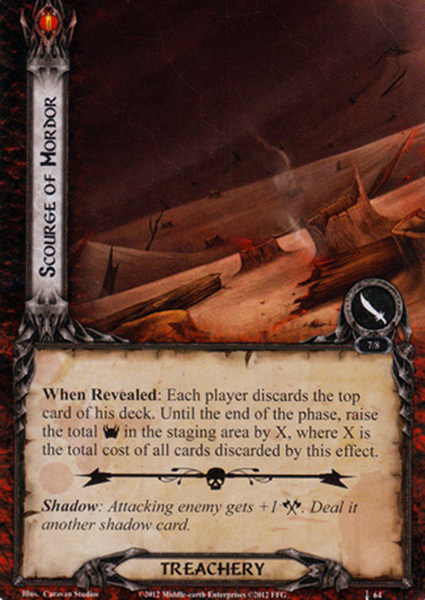 SCOURGE OF MORDOR
7/8
When Revealed: Each player discards the top
card of his deck. Until the end of the phase, raise
the total in the staging area by X, where X is
the total cost of all cards discarded by this effect.
Shadow: Attacking enemy gets +1 . Deal it
another shadow card.
TREACHERY
Illus. Caravan Studios ©2012 Middle-earth Enterprises ©2012 FFG 64